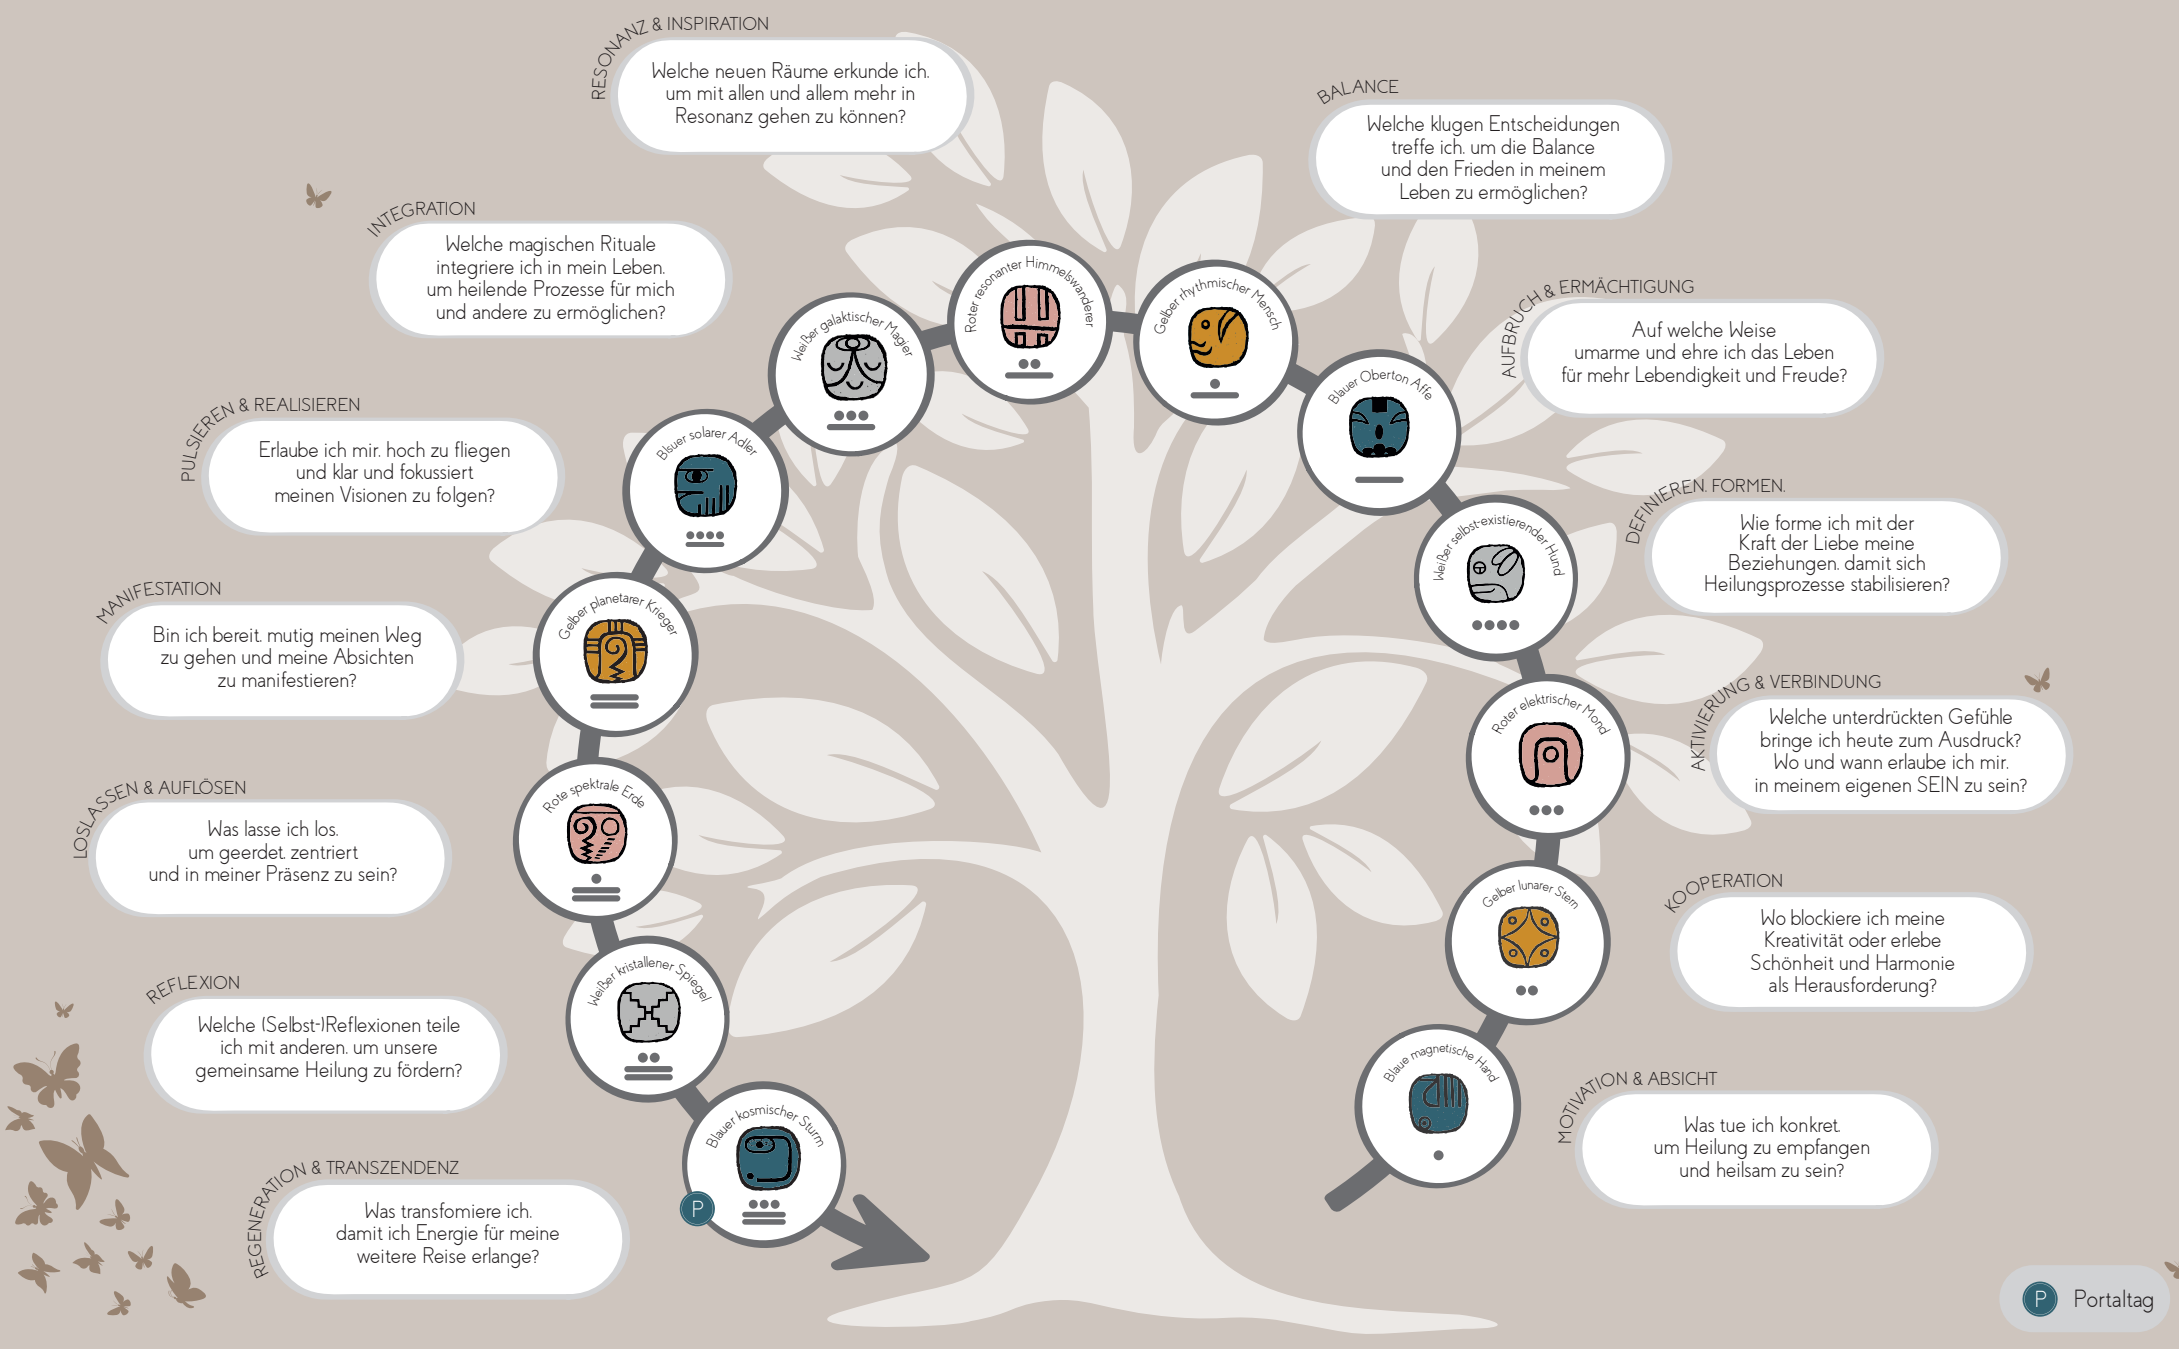 RESONANZ & INSPIRATION
Welche neuen Räume erkunde ich.
um mit allen und allem mehr in
Resonanz gehen zu können?
BALANCE
Welche klugen Entscheidungen
treffe ich. um die Balance
und den Frieden in meinem
Leben zu ermöglichen?
INTEGRATION
Welche magischen Rituale
integriere ich in mein Leben.
um heilende Prozesse für mich
und andere zu ermöglichen?
AUFBRUCH & ERMÄCHTIGUNG
Auf welche Weise
umarme und ehre ich das Leben
für mehr Lebendigkeit und Freude?
PULSIEREN & REALISIEREN
Erlaube ich mir. hoch zu fliegen
und klar und fokussiert
meinen Visionen zu folgen?
DEFINIEREN. FORMEN.
Wie forme ich mit der
Kraft der Liebe meine
Beziehungen. damit sich
Heilungsprozesse stabilisieren?
MANIFESTATION
Bin ich bereit. mutig meinen Weg
zu gehen und meine Absichten
zu manifestieren?
AKTIVIERUNG & VERBINDUNG
Welche unterdrückten Gefühle
bringe ich heute zum Ausdruck?
Wo und wann erlaube ich mir.
in meinem eigenen SEIN zu sein?
LOSLASSEN & AUFLÖSEN
Was lasse ich los.
um geerdet. zentriert
und in meiner Präsenz zu sein?
KOOPERATION
Wo blockiere ich meine
Kreativität oder erlebe
Schönheit und Harmonie
als Herausforderung?
REFLEXION
Welche (Selbst-)Reflexionen teile
ich mit anderen. um unsere
gemeinsame Heilung zu fördern?
MOTIVATION & ABSICHT
Was tue ich konkret.
um Heilung zu empfangen
und heilsam zu sein?
REGENERATION & TRANSZENDENZ
Was transfomiere ich.
damit ich Energie für meine
weitere Reise erlange?
Roter resonanter Himmelswanderer
Gelber rhythmischer Mensch
Weißer galaktischer Magier
Blauer Oberton Affe
Blsuer solarer Adler
Weißer selbst-existierender Hund
Gelber planetarer Krieger
Roter elektrischer Mond
Rote spektrale Erde
Gelber lunarer Stern
Weißer kristallener Spiegel
Blaue magnetische Hand
Blauer kosmischer Sturm
P
P Portaltag